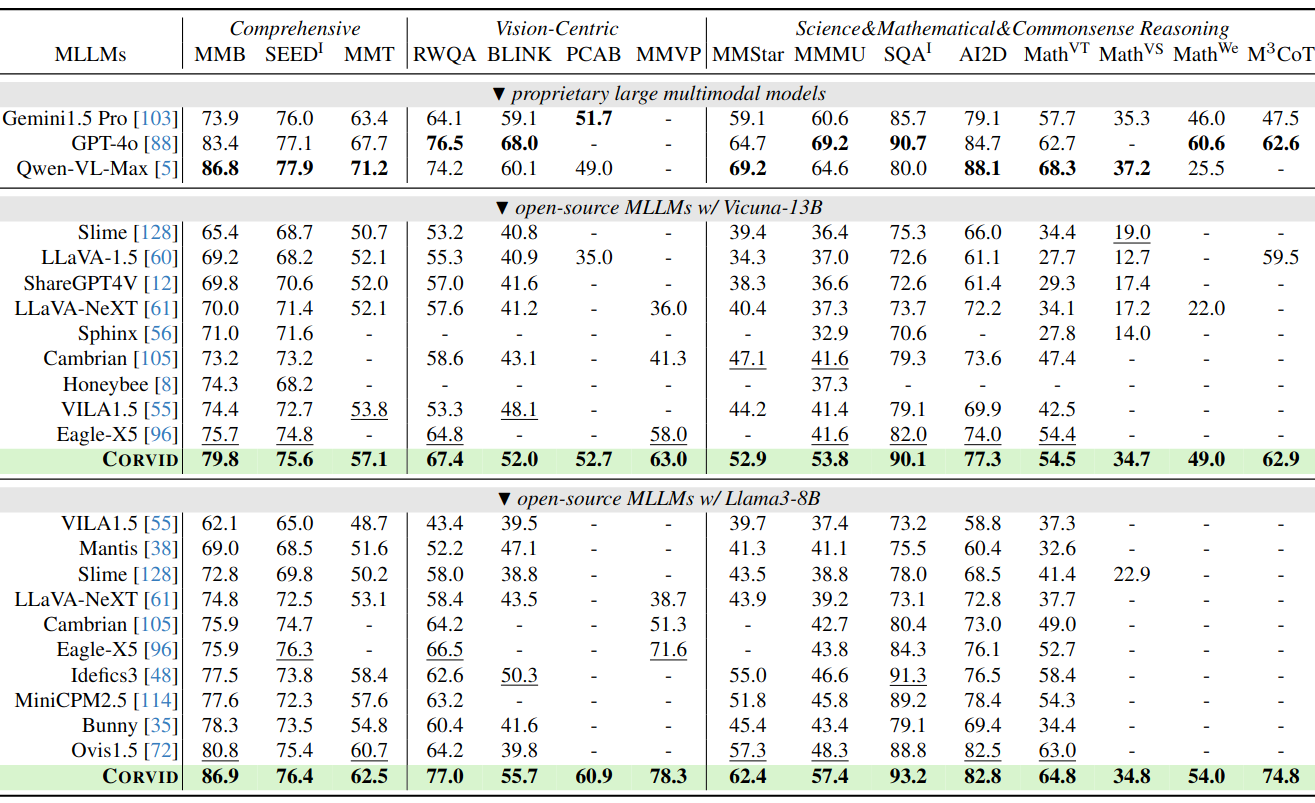 Comprehensive Vision-Centric Science&Mathematical&Commonsense Reasoning
MLLMs MMB SEED^I MMT RWQA BLINK PCAB MMVP MMStar MMMU SQA^I AI2D Math^VT Math^VS Math^We M^3CoT
▼ proprietary large multimodal models
Gemini1.5 Pro [103] 73.9 76.0 63.4 64.1 59.1 51.7 - 59.1 60.6 85.7 79.1 57.7 35.3 46.0 47.5
GPT-4o [88] 83.4 77.1 67.7 76.5 68.0 - - 64.7 69.2 90.7 84.7 62.7 - 60.6 62.6
Qwen-VL-Max [5] 86.8 77.9 71.2 74.2 60.1 49.0 - 69.2 64.6 80.0 88.1 68.3 37.2 25.5 -
▼ open-source MLLMs w/ Vicuna-13B
Slime [128] 65.4 68.7 50.7 53.2 40.8 - - 39.4 36.4 75.3 66.0 34.4 19.0 - -
LLaVA-1.5 [60] 69.2 68.2 52.1 55.3 40.9 35.0 - 34.3 37.0 72.6 61.1 27.7 12.7 - 59.5
ShareGPT4V [12] 69.8 70.6 52.0 57.0 41.6 - - 38.3 36.6 72.6 61.4 29.3 17.4 - -
LLaVA-NeXT [61] 70.0 71.4 52.1 57.6 41.2 - 36.0 40.4 37.3 73.7 72.2 34.1 17.2 22.0 -
Sphinx [56] 71.0 71.6 - - - - - - 32.9 70.6 - 27.8 14.0 - -
Cambrian [105] 73.2 73.2 - 58.6 43.1 - 41.3 47.1 41.6 79.3 73.6 47.4 - - -
Honeybee [8] 74.3 68.2 - - - - - - 37.3 - - - - - -
VILA1.5 [55] 74.4 72.7 53.8 53.3 48.1 - - 44.2 41.4 79.1 69.9 42.5 - - -
Eagle-X5 [96] 75.7 74.8 - 64.8 - - 58.0 - 41.6 82.0 74.0 54.4 - - -
CORVID 79.8 75.6 57.1 67.4 52.0 52.7 63.0 52.9 53.8 90.1 77.3 54.5 34.7 49.0 62.9
▼ open-source MLLMs w/ Llama3-8B
VILA1.5 [55] 62.1 65.0 48.7 43.4 39.5 - - 39.7 37.4 73.2 58.8 37.3 - - -
Mantis [38] 69.0 68.5 51.6 52.2 47.1 - - 41.3 41.1 75.5 60.4 32.6 - - -
Slime [128] 72.8 69.8 50.2 58.0 38.8 - - 43.5 38.8 78.0 68.5 41.4 22.9 - -
LLaVA-NeXT [61] 74.8 72.5 53.1 58.4 43.5 - 38.7 43.9 39.2 73.1 72.8 37.7 - - -
Cambrian [105] 75.9 74.7 - 64.2 - - 51.3 - 42.7 80.4 73.0 49.0 - - -
Eagle-X5 [96] 75.9 76.3 - 66.5 - - 71.6 - 43.8 84.3 76.1 52.7 - - -
Idefics3 [48] 77.5 73.8 58.4 62.6 50.3 - - 55.0 46.6 91.3 76.5 58.4 - - -
MiniCPM2.5 [114] 77.6 72.3 57.6 63.2 - - - 51.8 45.8 89.2 78.4 54.3 - - -
Bunny [35] 78.3 73.5 54.8 60.4 41.6 - - 45.4 43.4 79.1 69.4 34.4 - - -
Ovis1.5 [72] 80.8 75.4 60.7 64.2 39.8 - - 57.3 48.3 88.8 82.5 63.0 - - -
CORVID 86.9 76.4 62.5 77.0 55.7 60.9 78.3 62.4 57.4 93.2 82.8 64.8 34.8 54.0 74.8